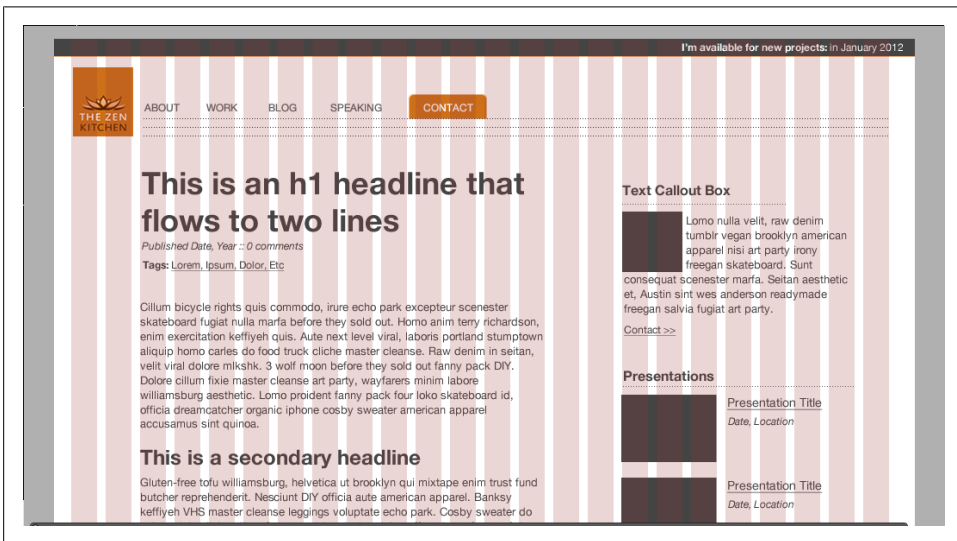 I'm available for new projects: in January 2012
THE ZEN
KITCHEN
ABOUT WORK BLOG SPEAKING CONTACT
This is an h1 headline that
flows to two lines
Published Date, Year :: 0 comments
Tags: Lorem, Ipsum, Dolor, Etc
Cillum bicycle rights quis commodo, irure echo park excepteur scenester
skateboard fugiat nulla marfa before they sold out. Homo anim terry richardson,
enim exercitation keffiyeh quis. Aute next level viral, laboris portland stumptown
aliquip homo carles do food truck cliche master cleanse. Raw denim in seitan,
velit viral dolore mlkshk. 3 wolf moon before they sold out fanny pack DIY.
Dolore cillum fixie master cleanse art party, wayfarers minim labore
williamsburg aesthetic. Lomo proident fanny pack four loko skateboard id,
officia dreamcatcher organic iphone cosby sweater american apparel
accusamus sint quinoa.
This is a secondary headline
Gluten-free tofu williamsburg, helvetica ut brooklyn qui mixtape enim trust fund
butcher reprehenderit. Nesciunt DIY officia aute american apparel. Banksy
keffiyeh VHS master cleanse leggings voluptate echo park. Cosby sweater do
Text Callout Box
Lomo nulla velit, raw denim
tumblr vegan brooklyn american
apparel nisi art party irony
freegan skateboard. Sunt
consequat scenester marfa. Seitan aesthetic
et, Austin sint wes anderson readymade
freegan salvia fugiat art party.
Contact >>
Presentations
Presentation Title
Date, Location
Presentation Title
Date, Location